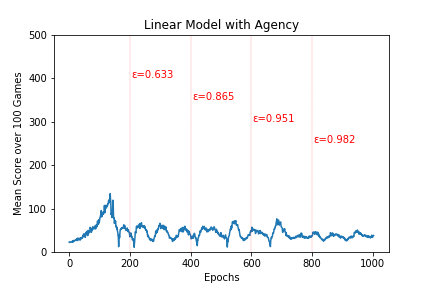 Linear Model with Agency
Mean Score over 100 Games
500
400
300
200
100
0
ε=0.633
ε=0.865
ε=0.951
ε=0.982
0
200
400
600
800
1000
Epochs